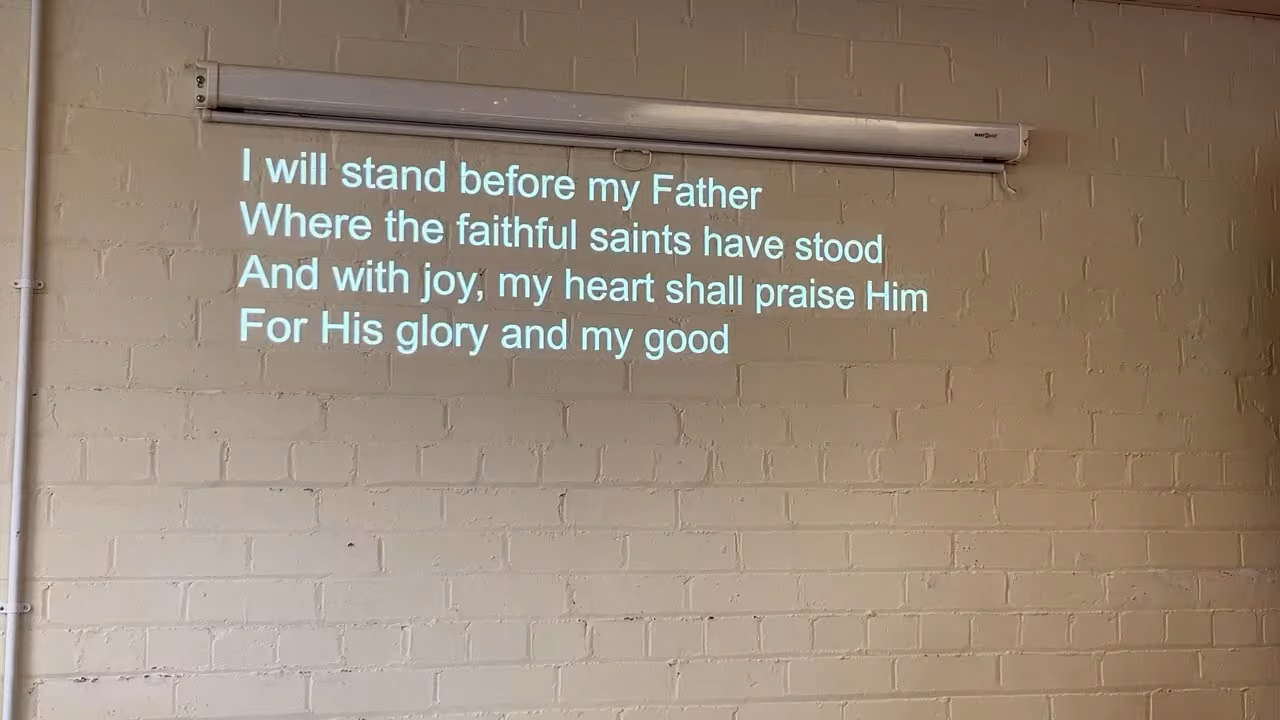 I will stand before my Father
Where the faithful saints have stood
And with joy, my heart shall praise Him
For His glory and my good